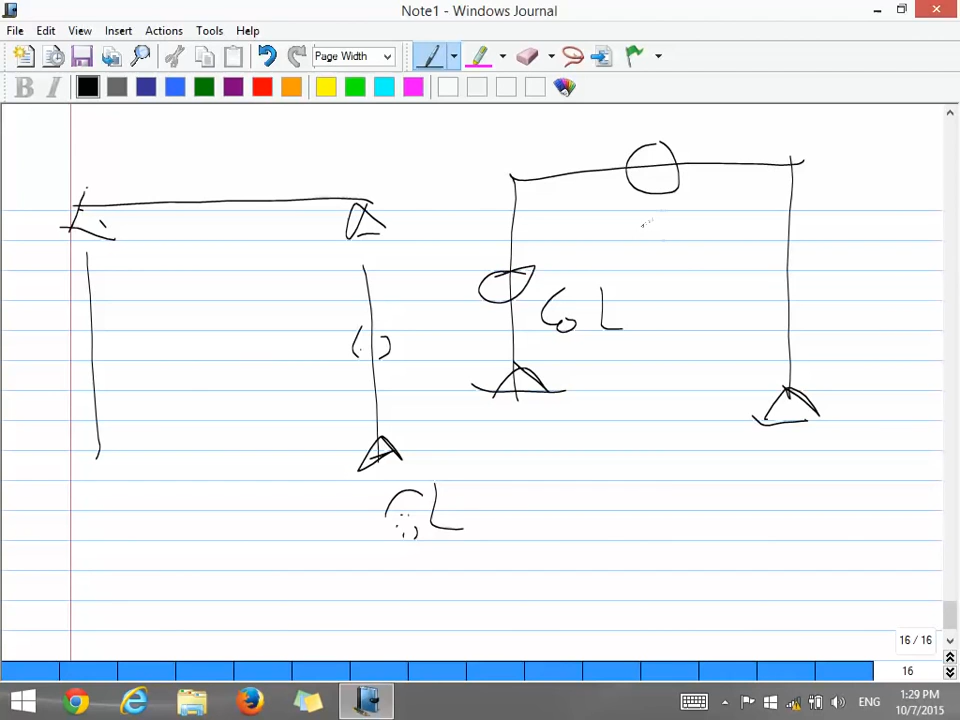 Note1 - Windows Journal
File Edit View Insert Actions Tools Help
Page Width
B I
Col
16 / 16
16
ENG
1:29 PM
10/7/2015